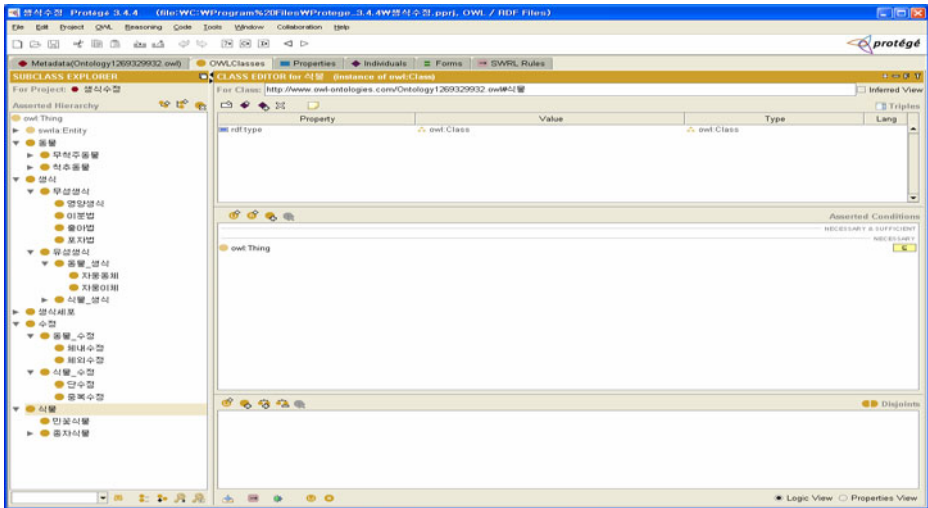 생식수정 Protégé 3.4.4 (file:₩C:₩Program%20Files₩Protege_3.4.4₩생식수정.pprj, OWL / RDF Files)
File Edit Project OWL Reasoning Code Tools Window Collaboration Help
protégé
Metadata(Ontology1269329932.owl) OWLClasses Properties Individuals Forms SWRL Rules
SUBCLASS EXPLORER
For Project: 생식수정
Asserted Hierarchy
owl:Thing
swrla:Entity
동물
무척주동물
척추동물
생식
무성생식
영양생식
이분법
출아법
포자법
유성생식
동물_생식
자웅동체
자웅이체
식물_생식
생식세포
수정
동물_수정
체내수정
체외수정
식물_수정
단수정
중복수정
식물
민꽃식물
종자식물
CLASS EDITOR for 식물 (instance of owl:Class)
For Class: http://www.owl-ontologies.com/Ontology1269329932.owl#식물
Inferred View
Triples
Property Value Type Lang
rdf:type owl:Class owl:Class
Asserted Conditions
NECESSARY & SUFFICIENT
NECESSARY
owl:Thing
Disjoints
Logic View Properties View